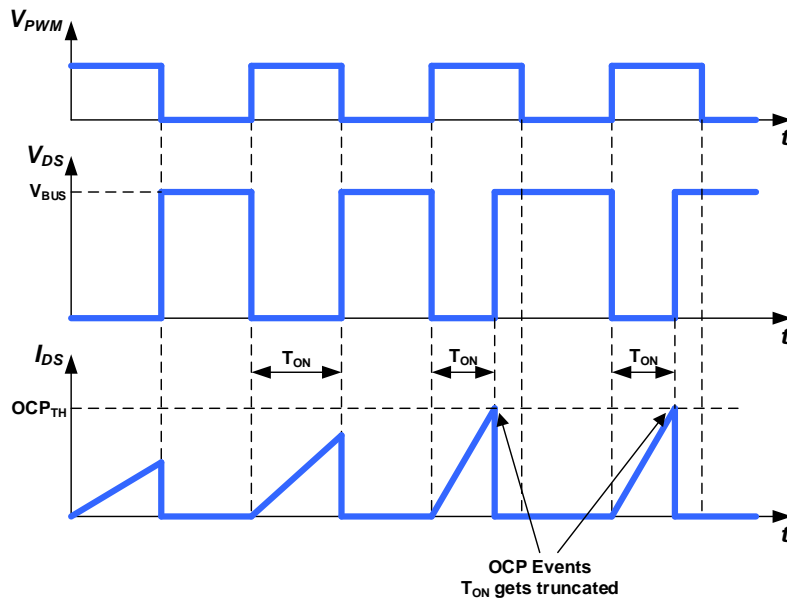 VPWM
t
VDS
VBUS
t
IDS
TON
TON
TON
OCPTH
t
OCP Events
TON gets truncated